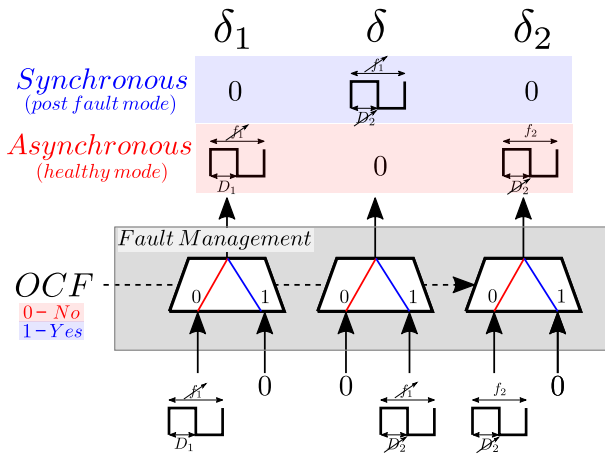 δ₁ δ δ₂
Synchronous
(post fault mode)
0 f₁ D₂ 0
Asynchronous
(healthy mode)
f₁ D₁ 0 f₂ D₂
Fault Management
OCF
0 1 0 1 0 1
0 – No
1 – Yes
f₁ 0 0 f₁ f₂ 0
D₁ D₂ D₂